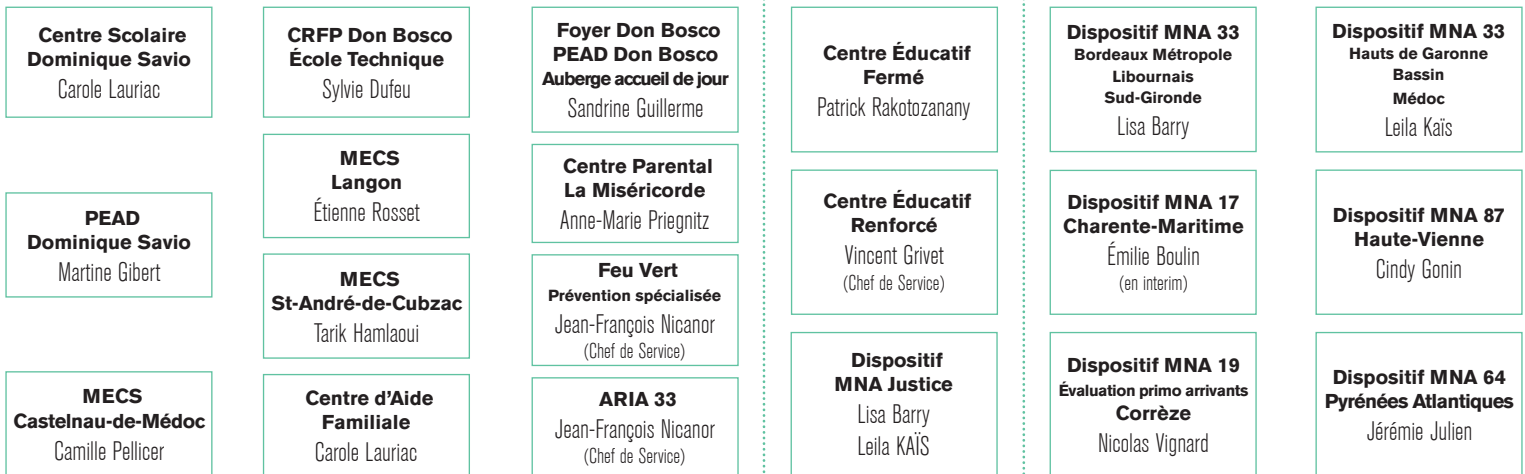 Centre Scolaire
Dominique Savio
Carole Lauriac
PEAD
Dominique Savio
Martine Gibert
MECS
Castelnau-de-Médoc
Camille Pellicer
CRFP Don Bosco
École Technique
Sylvie Dufeu
MECS
Langon
Étienne Rosset
MECS
St-André-de-Cubzac
Tarik Hamlaoui
Centre d'Aide
Familiale
Carole Lauriac
Foyer Don Bosco
PEAD Don Bosco
Auberge accueil de jour
Sandrine Guillerme
Centre Parental
La Miséricorde
Anne-Marie Priegnitz
Feu Vert
Prévention spécialisée
Jean-François Nicanor
(Chef de Service)
ARIA 33
Jean-François Nicanor
(Chef de Service)
Centre Éducatif
Fermé
Patrick Rakotozanany
Centre Éducatif
Renforcé
Vincent Grivet
(Chef de Service)
Dispositif
MNA Justice
Lisa Barry
Leila KAÏS
Dispositif MNA 33
Bordeaux Métropole
Libournais
Sud-Gironde
Lisa Barry
Dispositif MNA 17
Charente-Maritime
Émilie Boulin
(en interim)
Dispositif MNA 19
Évaluation primo arrivants
Corrèze
Nicolas Vignard
Dispositif MNA 33
Hauts de Garonne
Bassin
Médoc
Leila Kaïs
Dispositif MNA 87
Haute-Vienne
Cindy Gonin
Dispositif MNA 64
Pyrénées Atlantiques
Jérémie Julien